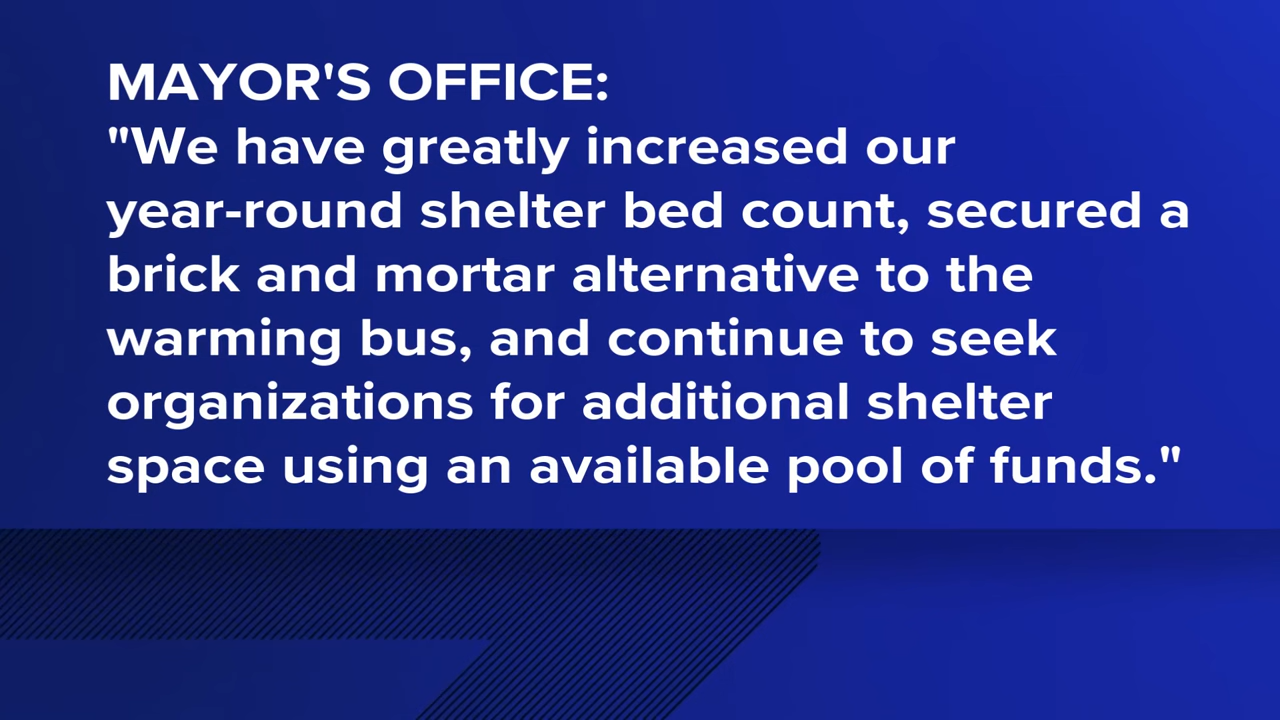 MAYOR'S OFFICE:
"We have greatly increased our
year-round shelter bed count, secured a
brick and mortar alternative to the
warming bus, and continue to seek
organizations for additional shelter
space using an available pool of funds."